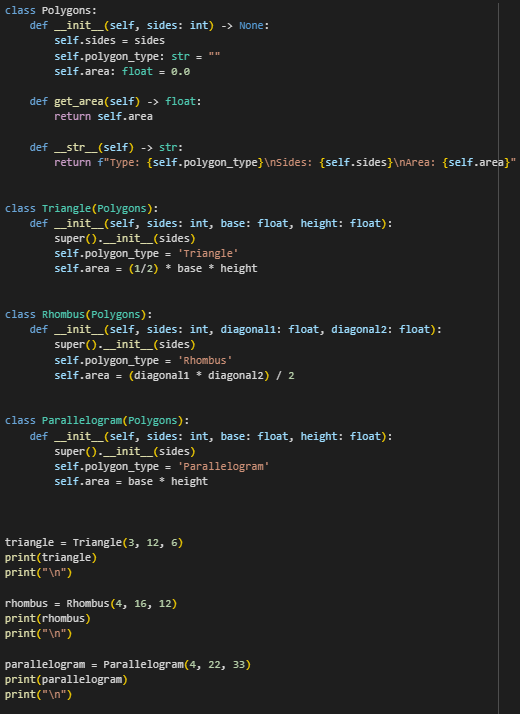 class Polygons:
    def __init__(self, sides: int) -> None:
        self.sides = sides
        self.polygon_type: str = ""
        self.area: float = 0.0

    def get_area(self) -> float:
        return self.area

    def __str__(self) -> str:
        return f"Type: {self.polygon_type}\nSides: {self.sides}\nArea: {self.area}"


class Triangle(Polygons):
    def __init__(self, sides: int, base: float, height: float):
        super().__init__(sides)
        self.polygon_type = 'Triangle'
        self.area = (1/2) * base * height


class Rhombus(Polygons):
    def __init__(self, sides: int, diagonal1: float, diagonal2: float):
        super().__init__(sides)
        self.polygon_type = 'Rhombus'
        self.area = (diagonal1 * diagonal2) / 2


class Parallelogram(Polygons):
    def __init__(self, sides: int, base: float, height: float):
        super().__init__(sides)
        self.polygon_type = 'Parallelogram'
        self.area = base * height



triangle = Triangle(3, 12, 6)
print(triangle)
print("\n")

rhombus = Rhombus(4, 16, 12)
print(rhombus)
print("\n")

parallelogram = Parallelogram(4, 22, 33)
print(parallelogram)
print("\n")